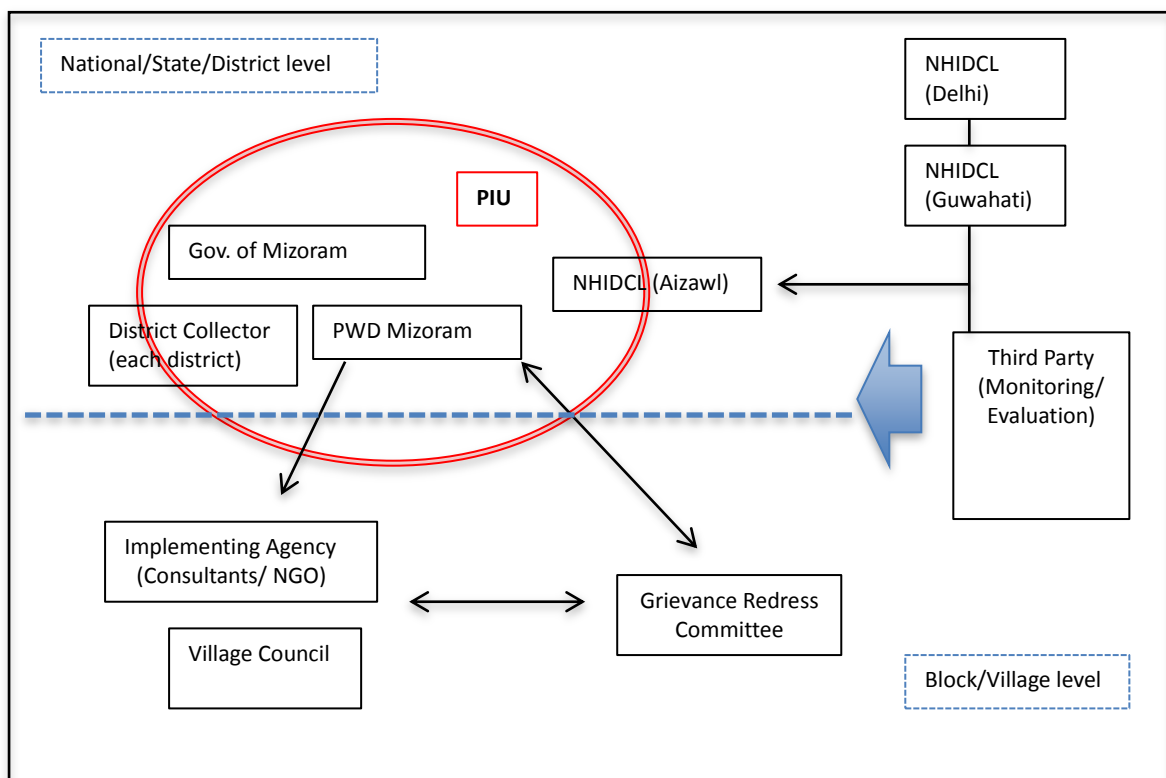 National/State/District level
NHIDCL
(Delhi)
NHIDCL
(Guwahati)
PIU
Gov. of Mizoram
NHIDCL (Aizawl)
District Collector
(each district)
PWD Mizoram
Third Party
(Monitoring/
Evaluation)
Implementing Agency
(Consultants/ NGO)
Grievance Redress
Committee
Village Council
Block/Village level